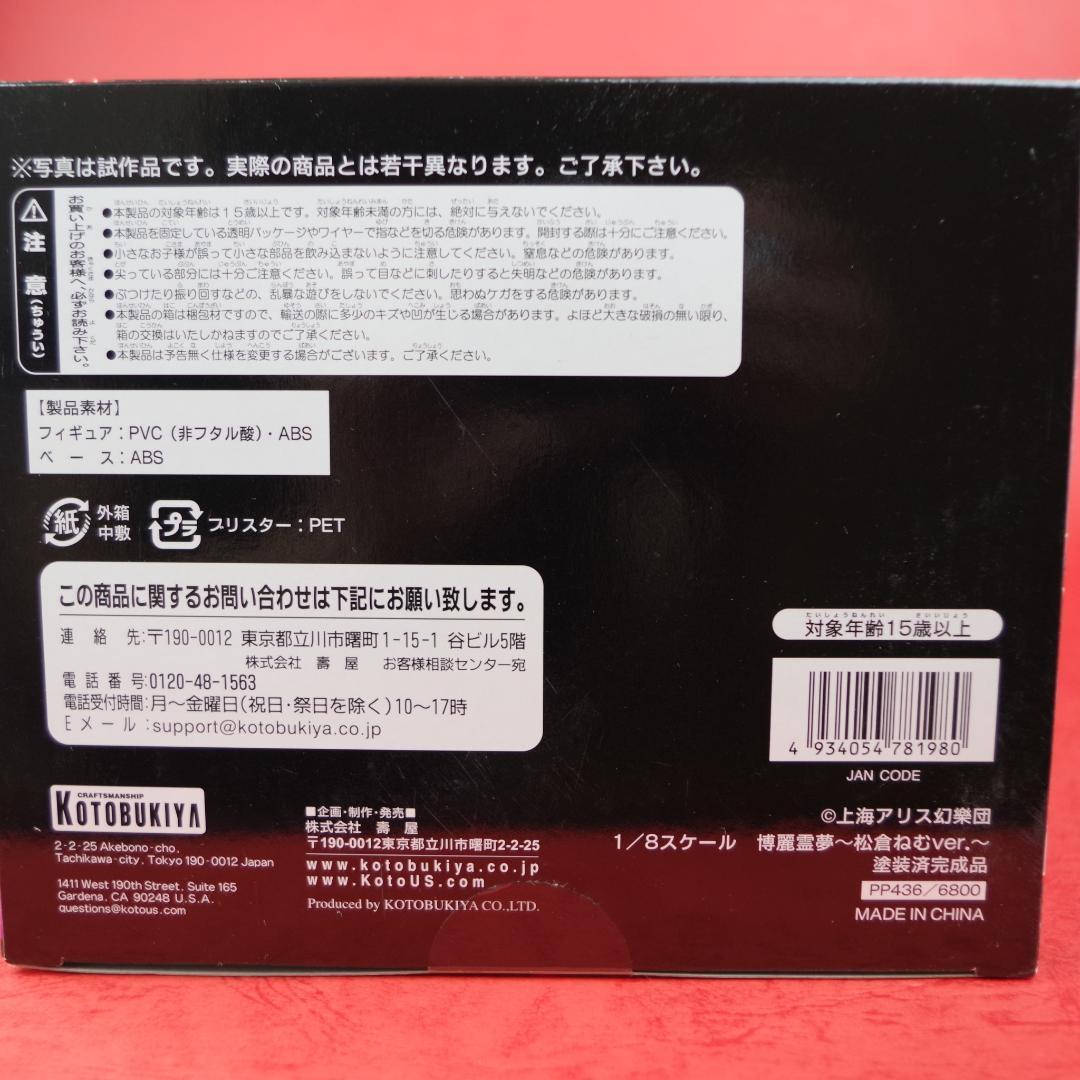 ※写真は試作品です。実際の商品とは若干異なります。ご了承下さい。
注意(ちゅうい)
お買い上げのお客様へ、必ずお読み下さい。
●本製品の対象年齢は15歳以上です。対象年齢未満の方には、絶対に与えないでください。
●本製品を固定している透明パッケージやワイヤーで指などを切る危険があります。開封する際は十分にご注意ください。
●小さなお子様が誤って小さな部品を飲み込まないように注意してください。窒息などの危険があります。
●尖っている部分には十分ご注意ください。誤って目などに刺したりすると失明などの危険があります。
●ぶつけたり振り回すなどの、乱暴な遊びをしないでください。思わぬケガをする危険があります。
●本製品の箱は梱包材ですので、輸送の際に多少のキズや凹が生じる場合があります。よほど大きな破損の無い限り、
箱の交換はいたしかねますのでご了承ください。
●本製品は予告無く仕様を変更する場合がございます。ご了承ください。
【製品素材】
フィギュア：PVC（非フタル酸）・ABS
ベース：ABS
紙 外箱
中敷
プラ ブリスター：PET
この商品に関するお問い合わせは下記にお願い致します。
連絡先:〒190-0012 東京都立川市曙町1-15-1 谷ビル5階
株式会社 壽屋 お客様相談センター宛
電話番号:0120-48-1563
電話受付時間:月～金曜日(祝日・祭日を除く)10～17時
Eメール:support@kotobukiya.co.jp
たいしょうねんれい さいいじょう
対象年齢15歳以上
4 934054 781980
JAN CODE
CRAFTSMANSHIP
KOTOBUKIYA
2-2-25 Akebono-cho,
Tachikawa-city, Tokyo 190-0012 Japan
1411 West 190th Street, Suite 165
Gardena, CA 90248 U.S.A.
questions@kotous.com
■企画・制作・発売■
株式会社 壽屋
〒190-0012東京都立川市曙町2-2-25
www.kotobukiya.co.jp
www.KotoUS.com
Produced by KOTOBUKIYA CO.,LTD.
©上海アリス幻樂団
1／8スケール 博麗霊夢～松倉ねむver.～
塗装済完成品
PP436／6800
MADE IN CHINA